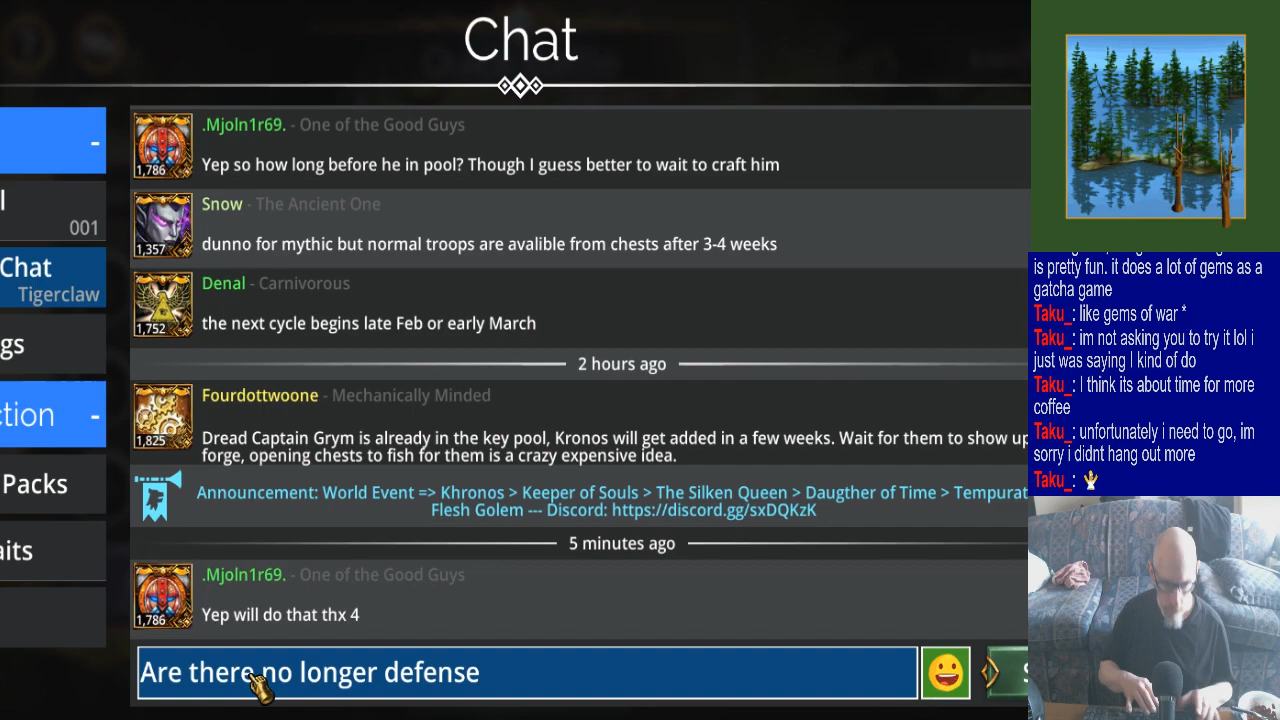 Chat
-
l
001
Chat
Tigerclaw
gs
ction -
Packs
aits
.Mjoln1r69. - One of the Good Guys
Yep so how long before he in pool? Though I guess better to wait to craft him
1,786
Snow - The Ancient One
dunno for mythic but normal troops are avalible from chests after 3-4 weeks
1,357
Denal - Carnivorous
the next cycle begins late Feb or early March
1,752
2 hours ago
Fourdottwoone - Mechanically Minded
Dread Captain Grym is already in the key pool, Kronos will get added in a few weeks. Wait for them to show up
forge, opening chests to fish for them is a crazy expensive idea.
1,825
Announcement: World Event => Khronos > Keeper of Souls > The Silken Queen > Daugther of Time > Tempurat
Flesh Golem --- Discord: https://discord.gg/sxDQKzK
5 minutes ago
.Mjoln1r69. - One of the Good Guys
Yep will do that thx 4
1,786
Are there no longer defense
is pretty fun. it does a lot of gems as a
gatcha game
Taku_: like gems of war *
Taku_: im not asking you to try it lol i
just was saying I kind of do
Taku_: I think its about time for more
coffee
Taku_: unfortunately i need to go, im
sorry i didnt hang out more
Taku_: